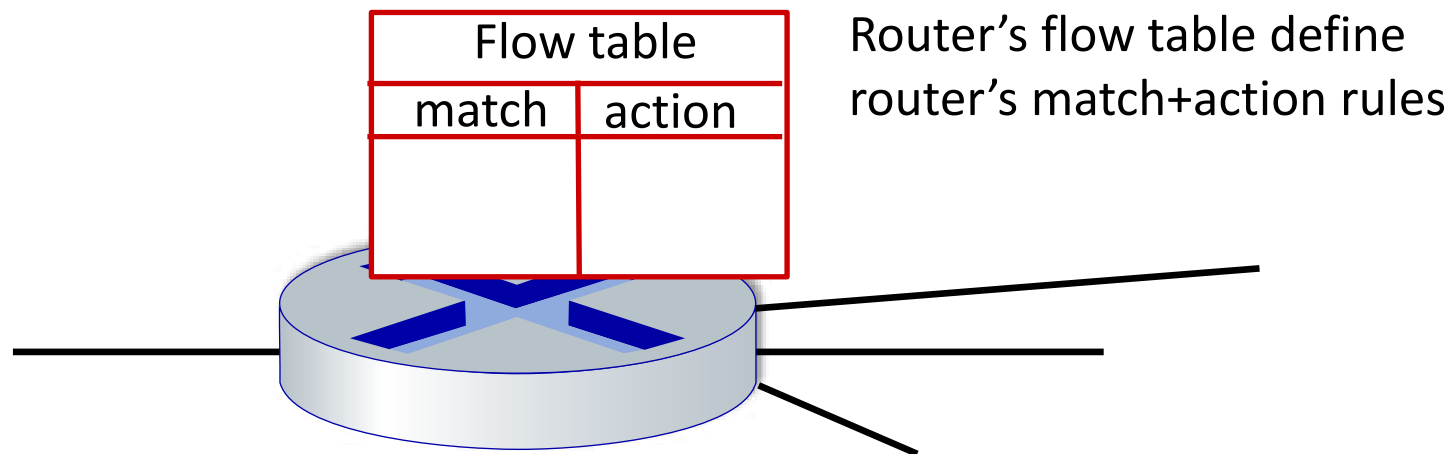 Flow table
match action
Router’s flow table define
router’s match+action rules